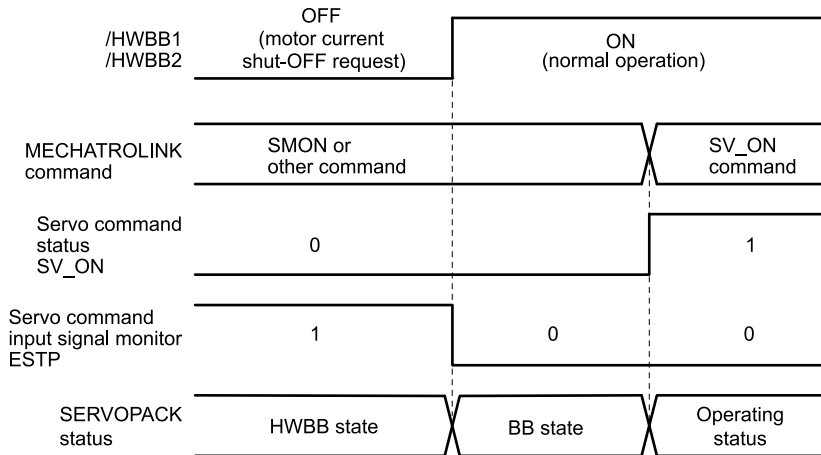 /HWBB1
/HWBB2
OFF
(motor current
shut-OFF request)
ON
(normal operation)
MECHATROLINK
command
SMON or
other command
SV_ON
command
Servo command
status
SV_ON
0
1
Servo command
input signal monitor
ESTP
1
0
0
SERVOPACK
status
HWBB state
BB state
Operating
status